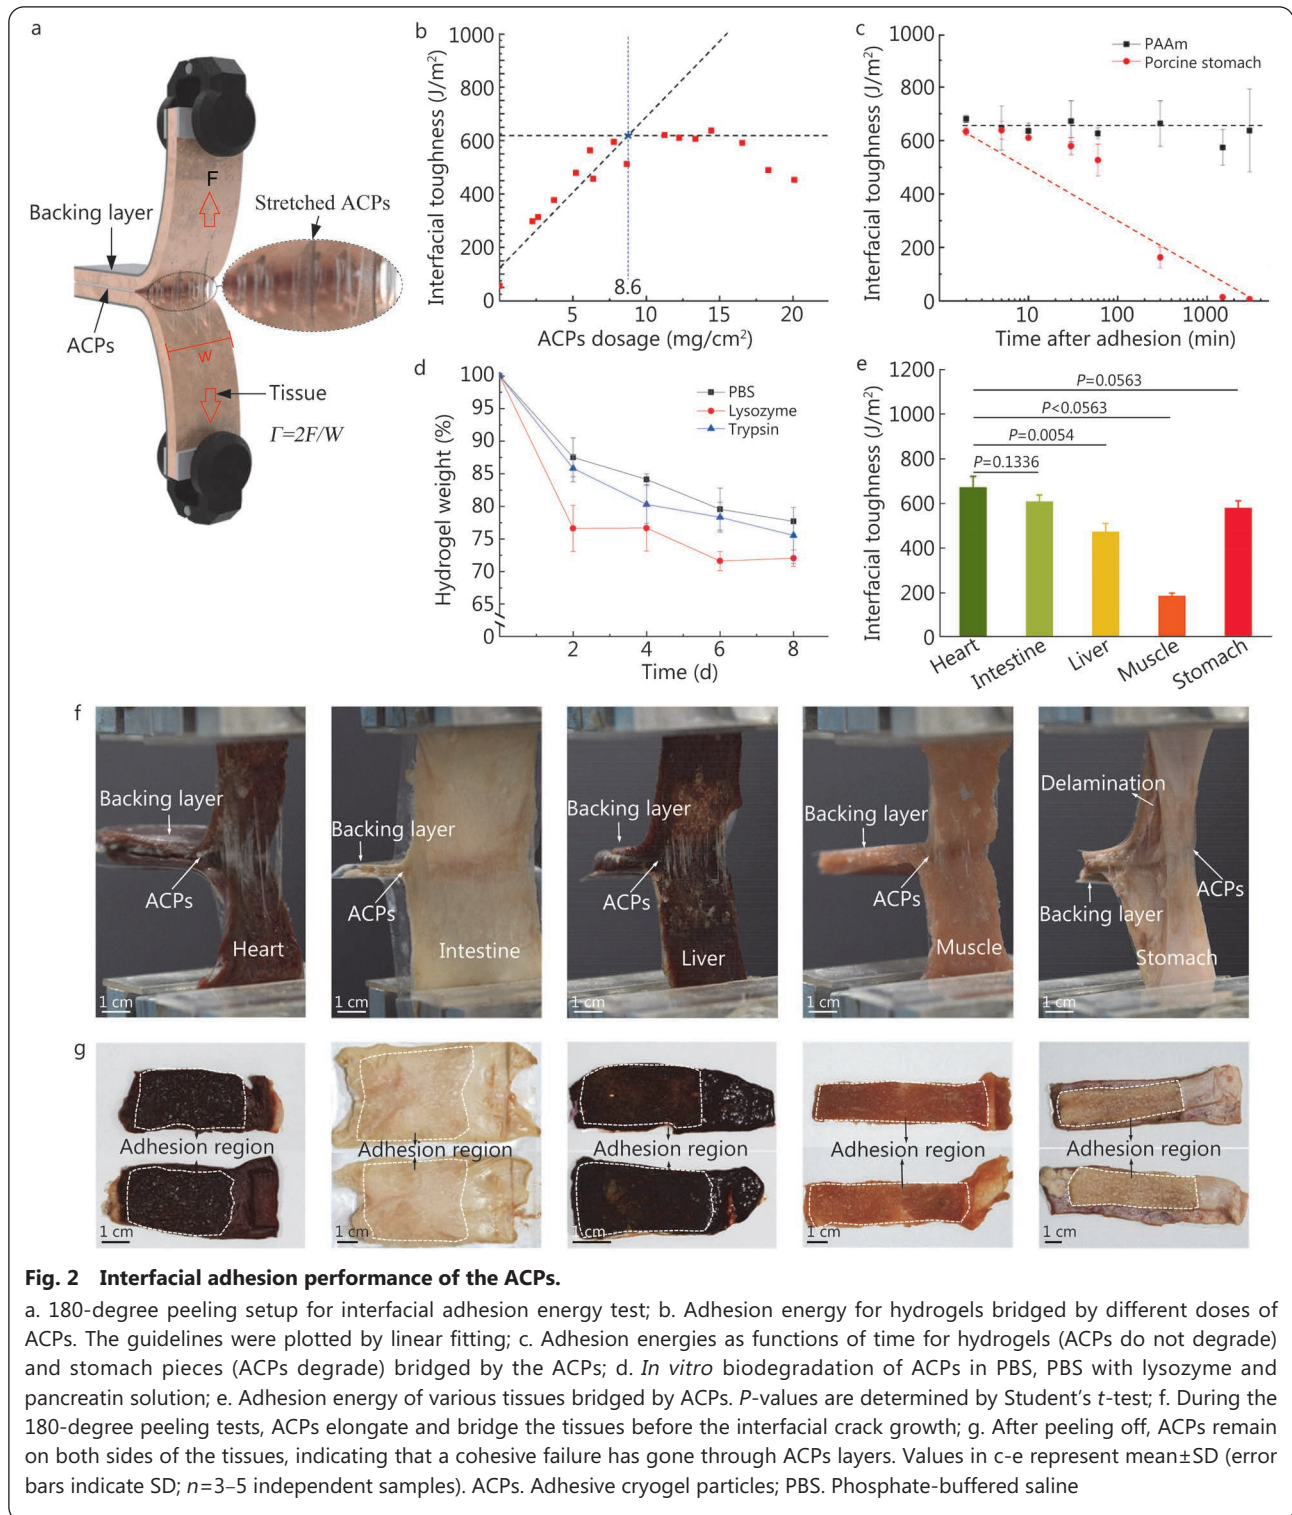 a
Backing layer
F
Stretched ACPs
ACPs
W
Tissue
Γ=2F/W
b
Interfacial toughness (J/m²)
1000
800
600
400
200
0
8.6
5
10
15
20
ACPs dosage (mg/cm²)
c
Interfacial toughness (J/m²)
1000
800
600
400
200
0
PAAm
Porcine stomach
10
100
1000
Time after adhesion (min)
d
Hydrogel weight (%)
100
95
90
85
80
75
70
65
0
PBS
Lysozyme
Trypsin
2
4
6
8
Time (d)
e
Interfacial toughness (J/m²)
1200
1000
800
600
400
200
0
P=0.0563
P<0.0563
P=0.0054
P=0.1336
Heart
Intestine
Liver
Muscle
Stomach
f
Backing layer
ACPs
Heart
1 cm
Backing layer
ACPs
Intestine
1 cm
Backing layer
ACPs
Liver
1 cm
Backing layer
ACPs
Muscle
1 cm
Delamination
ACPs
Backing layer
Stomach
1 cm
g
Adhesion region
1 cm
Adhesion region
1 cm
Adhesion region
1 cm
Adhesion region
1 cm
Adhesion region
1 cm
Fig. 2 Interfacial adhesion performance of the ACPs.
a. 180-degree peeling setup for interfacial adhesion energy test; b. Adhesion energy for hydrogels bridged by different doses of
ACPs. The guidelines were plotted by linear fitting; c. Adhesion energies as functions of time for hydrogels (ACPs do not degrade)
and stomach pieces (ACPs degrade) bridged by the ACPs; d. In vitro biodegradation of ACPs in PBS, PBS with lysozyme and
pancreatin solution; e. Adhesion energy of various tissues bridged by ACPs. P-values are determined by Student's t-test; f. During the
180-degree peeling tests, ACPs elongate and bridge the tissues before the interfacial crack growth; g. After peeling off, ACPs remain
on both sides of the tissues, indicating that a cohesive failure has gone through ACPs layers. Values in c-e represent mean±SD (error
bars indicate SD; n=3–5 independent samples). ACPs. Adhesive cryogel particles; PBS. Phosphate-buffered saline